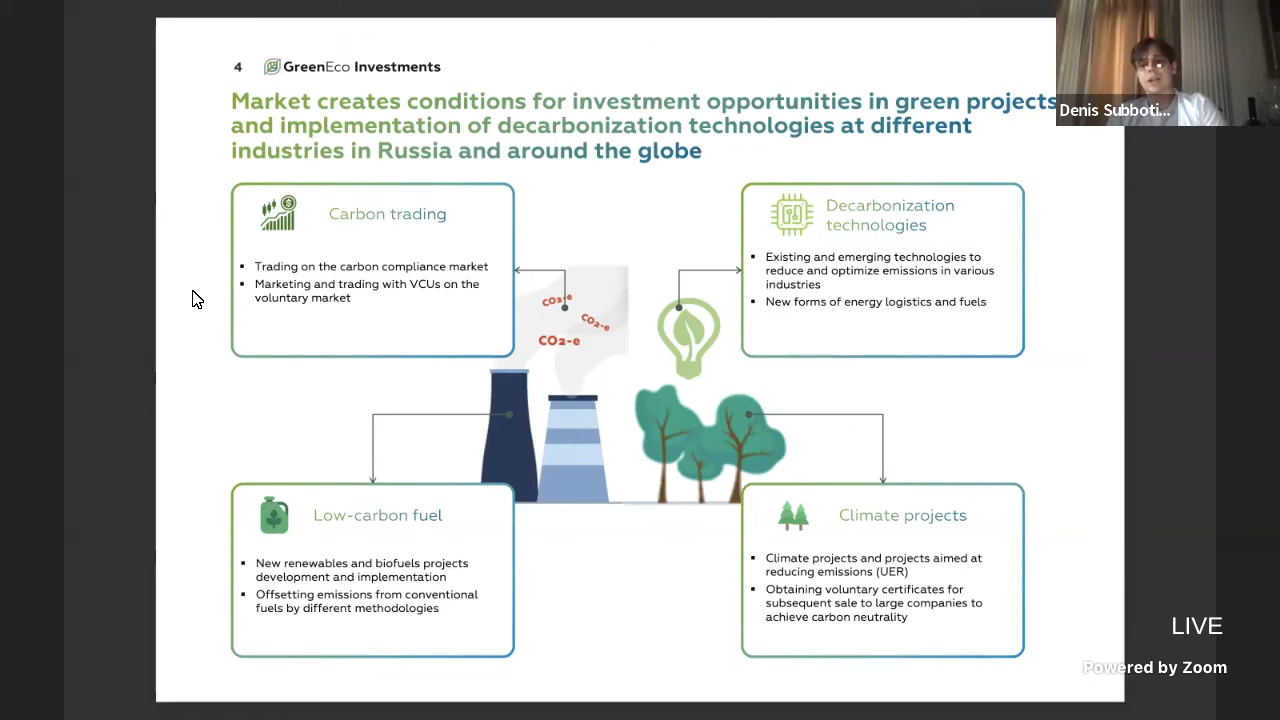 4 GreenEco Investments
Market creates conditions for investment opportunities in green projects
and implementation of decarbonization technologies at different
industries in Russia and around the globe
Denis Subboti...
Carbon trading
▪ Trading on the carbon compliance market
▪ Marketing and trading with VCUs on the
voluntary market
Decarbonization
technologies
▪ Existing and emerging technologies to
reduce and optimize emissions in various
industries
▪ New forms of energy logistics and fuels
CO2-e
CO2-e
CO2-e
Low-carbon fuel
▪ New renewables and biofuels projects
development and implementation
▪ Offsetting emissions from conventional
fuels by different methodologies
Climate projects
▪ Climate projects and projects aimed at
reducing emissions (UER)
▪ Obtaining voluntary certificates for
subsequent sale to large companies to
achieve carbon neutrality
LIVE
Powered by Zoom